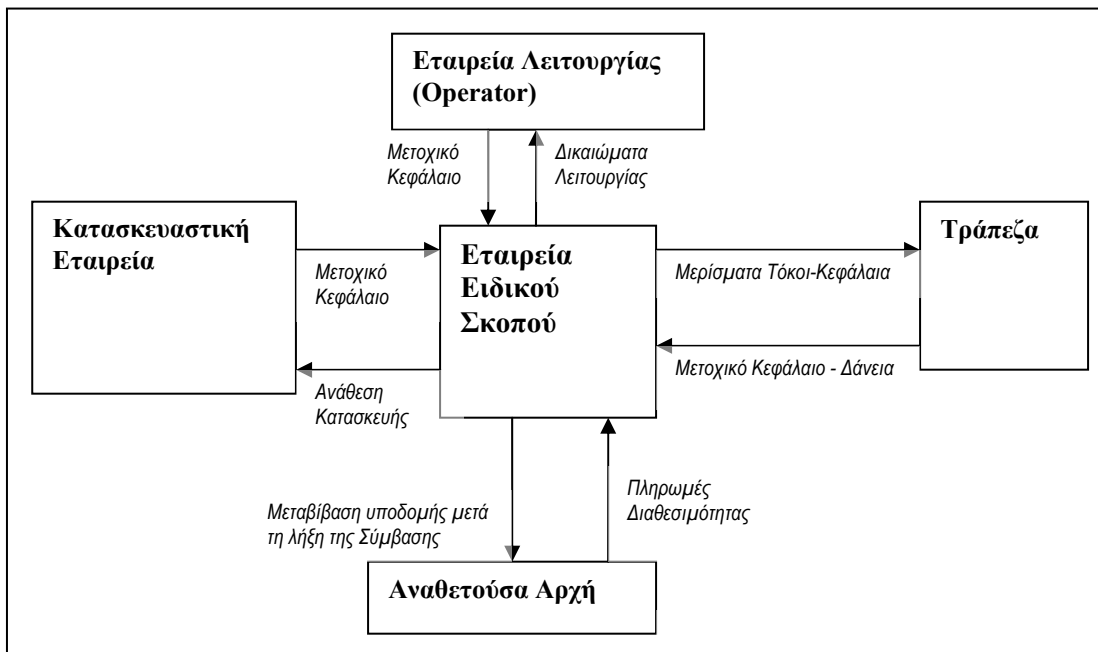 Εταιρεία Λειτουργίας
(Operator)
Μετοχικό
Κεφάλαιο
Δικαιώματα
Λειτουργίας
Κατασκευαστική
Εταιρεία
Μετοχικό
Κεφάλαιο
Εταιρεία
Ειδικού
Σκοπού
Μερίσματα Τόκοι-Κεφάλαια
Τράπεζα
Ανάθεση
Κατασκευής
Μετοχικό Κεφάλαιο - Δάνεια
Μεταβίβαση υποδομής μετά
τη λήξη της Σύμβασης
Πληρωμές
Διαθεσιμότητας
Αναθετούσα Αρχή